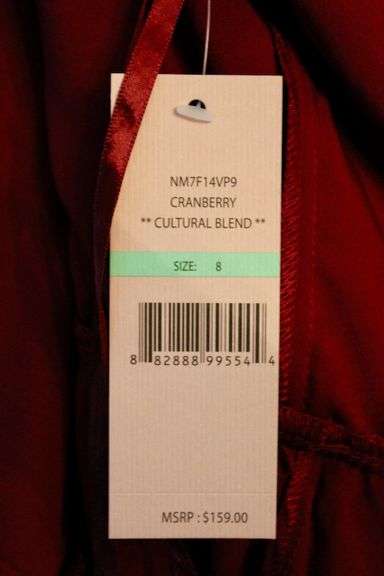 NM7F14VP9
CRANBERRY
** CULTURAL BLEND **
SIZE: 8
8 82888 99554 4
MSRP : $159.00